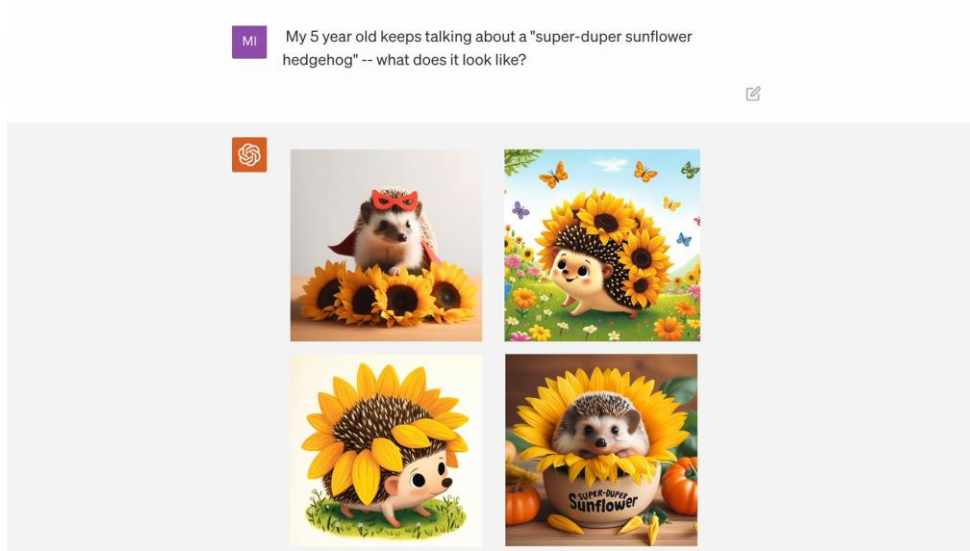 MI
My 5 year old keeps talking about a "super-duper sunflower
hedgehog" -- what does it look like?
SUPER-DUPER
Sunflower